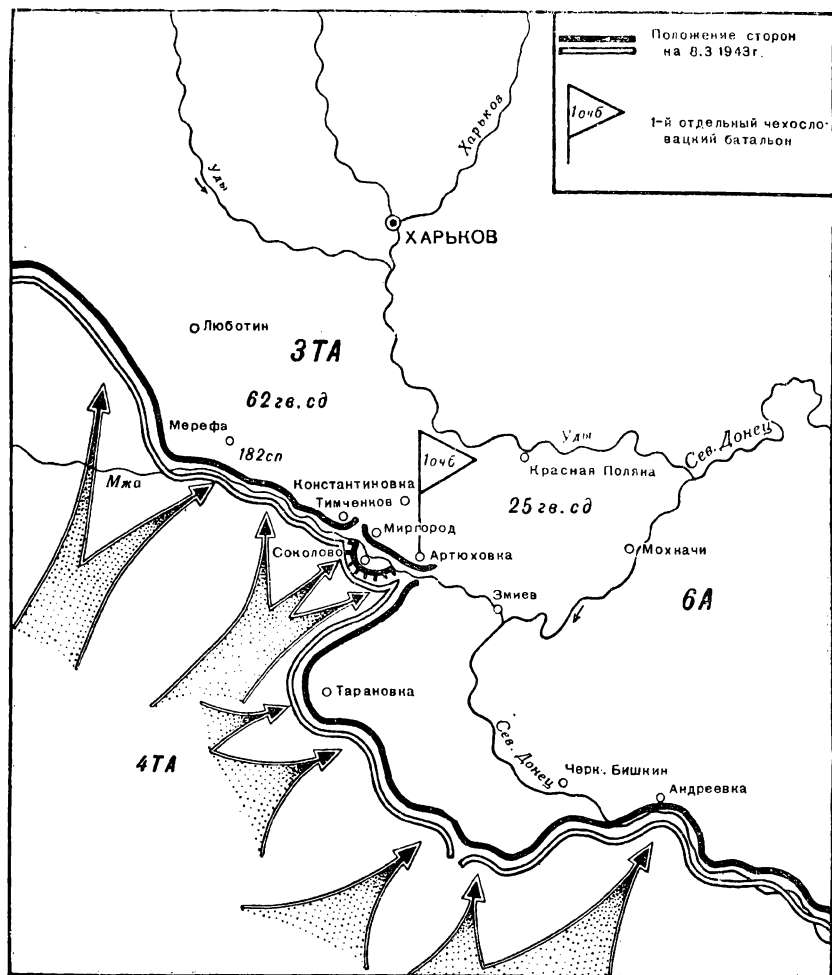 Положение сторон
на 8.3 1943г.
1очб
1-й отдельный чехосло-
вацкий батальон
Уды
Харьков
ХАРЬКОВ
Люботин
3ТА
62гв.сд
Мерефа
182сп
Мжа
Константиновка
Тимченков
1очб
Уды
Сев. Донец
Красная Поляна
25гв.сд
Миргород
Соколово
Артюховка
Мохначи
Змиев
6А
Тарановка
4ТА
Сев. Донец
Черк. Бишкин
Андреевка